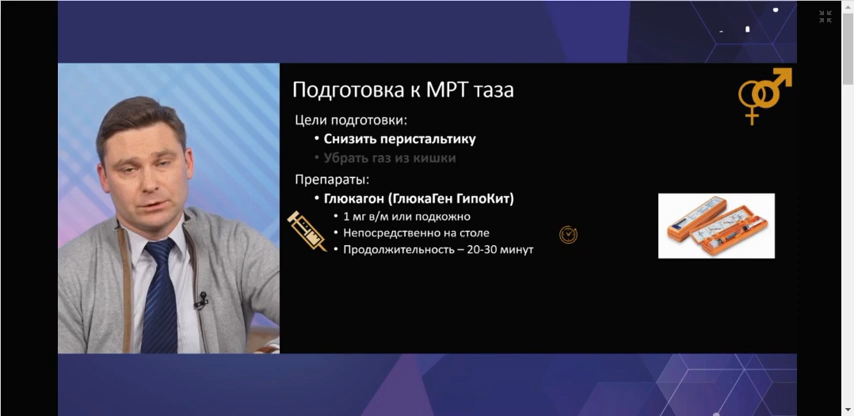 Подготовка к МРТ таза
Цели подготовки:
• Снизить перистальтику
• Убрать газ из кишки
Препараты:
• Глюкагон (ГлюкаГен ГипоКит)
• 1 мг в/м или подкожно
• Непосредственно на столе
• Продолжительность – 20-30 минут